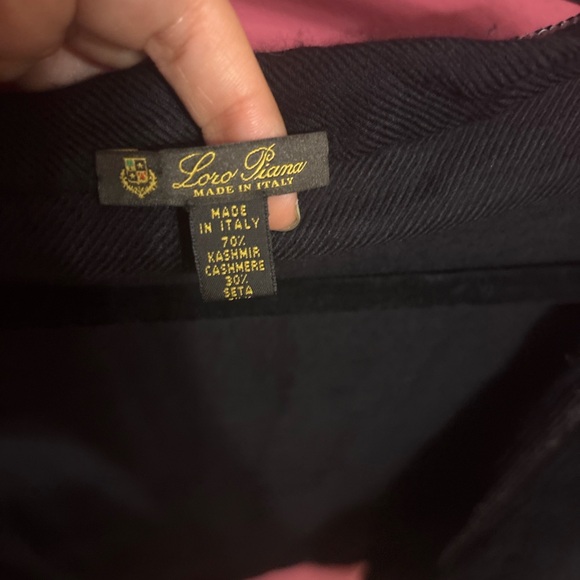 Loro Piana
MADE IN ITALY
MADE
IN ITALY
70%
KASHMIR
CASHMERE
30%
SETA